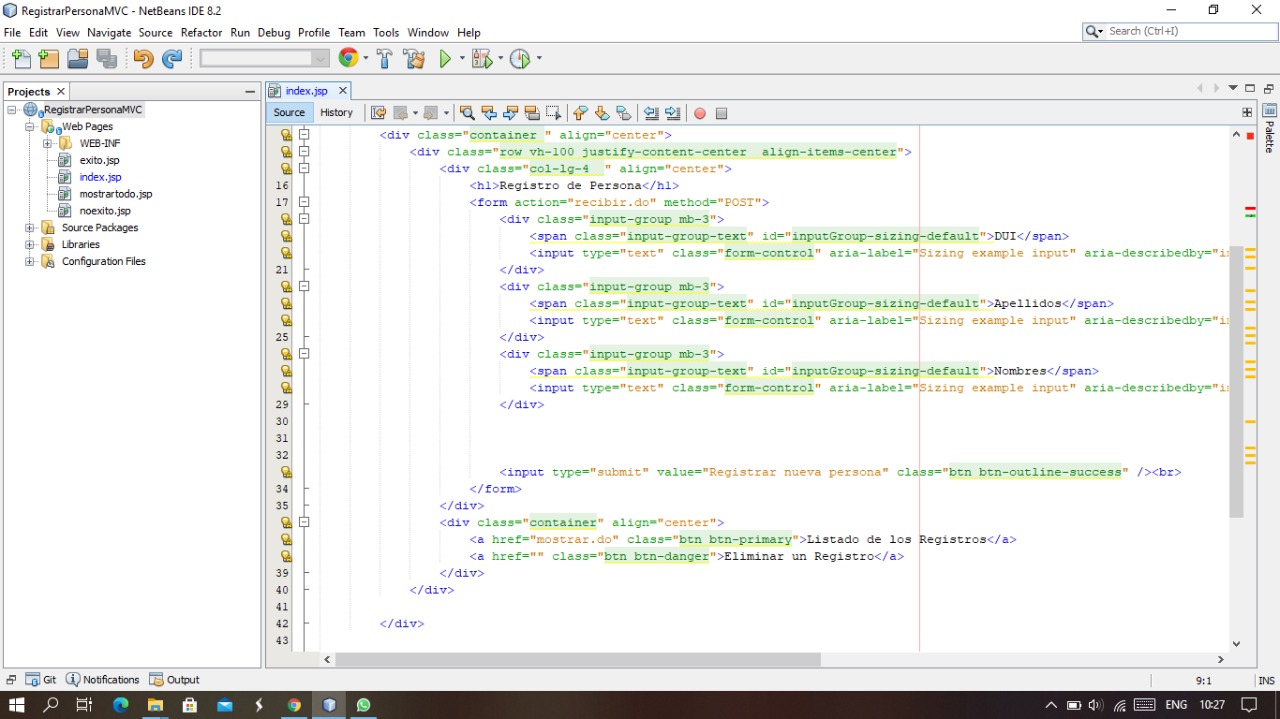 RegistrarPersonaMVC - NetBeans IDE 8.2
File Edit View Navigate Source Refactor Run Debug Profile Team Tools Window Help
Search (Ctrl+I)
Projects
index.jsp
RegistrarPersonaMVC
Web Pages
WEB-INF
exito.jsp
index.jsp
mostrartodo.jsp
noexito.jsp
Source Packages
Libraries
Configuration Files
Source History
Palette
<div class="container " align="center">
<div class="row vh-100 justify-content-center  align-items-center">
<div class="col-lg-4  " align="center">
16 <h1>Registro de Persona</h1>
17 <form action="recibir.do" method="POST">
<div class="input-group mb-3">
<span class="input-group-text" id="inputGroup-sizing-default">DUI</span>
<input type="text" class="form-control" aria-label="Sizing example input" aria-describedby="
21 </div>
<div class="input-group mb-3">
<span class="input-group-text" id="inputGroup-sizing-default">Apellidos</span>
<input type="text" class="form-control" aria-label="Sizing example input" aria-describedby="
25 </div>
<div class="input-group mb-3">
<span class="input-group-text" id="inputGroup-sizing-default">Nombres</span>
<input type="text" class="form-control" aria-label="Sizing example input" aria-describedby="
29 </div>
30
31
32
<input type="submit" value="Registrar nueva persona" class="btn btn-outline-success" /><br>
34 </form>
35 </div>
<div class="container" align="center">
<a href="mostrar.do" class="btn btn-primary">Listado de los Registros</a>
<a href="" class="btn btn-danger">Eliminar un Registro</a>
39 </div>
40 </div>
41
42 </div>
43
Git Notifications Output
9:1 INS
ENG 10:27